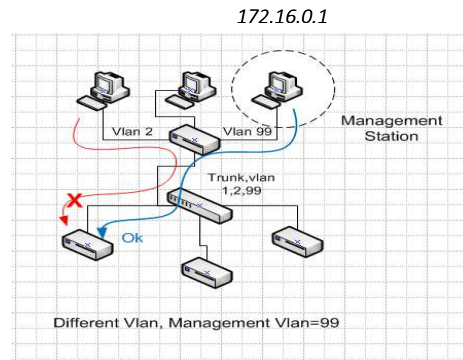 172.16.0.1
Vlan 2
Vlan 99
Management
Station
Trunk,vlan
1,2,99
X
Ok
Different Vlan, Management Vlan=99